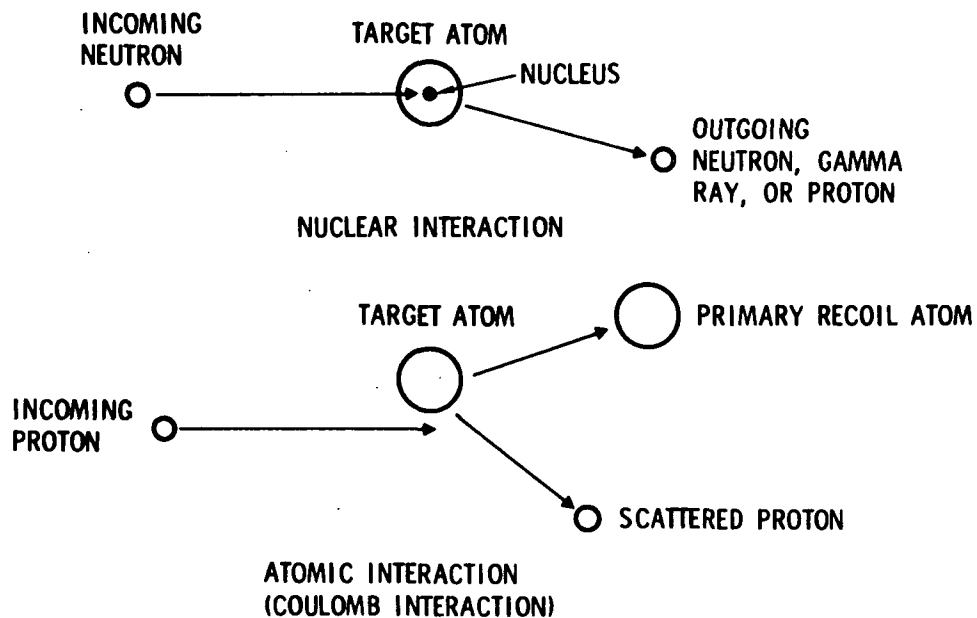 INCOMING
NEUTRON
TARGET ATOM
NUCLEUS
OUTGOING
NEUTRON, GAMMA
RAY, OR PROTON
NUCLEAR INTERACTION
TARGET ATOM
PRIMARY RECOIL ATOM
INCOMING
PROTON
SCATTERED PROTON
ATOMIC INTERACTION
(COULOMB INTERACTION)